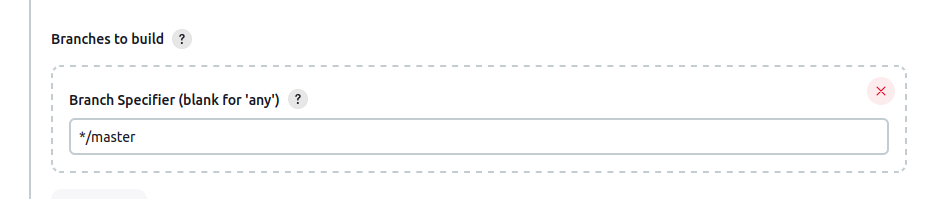 Branches to build ?
Branch Specifier (blank for 'any') ?
*/master